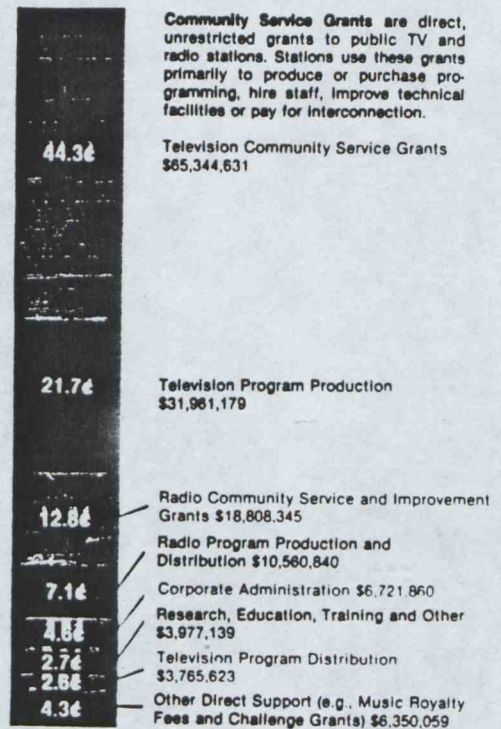 Community Service Grants are direct,
unrestricted grants to public TV and
radio stations. Stations use these grants
primarily to produce or purchase pro-
gramming, hire staff, improve technical
facilities or pay for interconnection.
44.3¢
Television Community Service Grants
$65,344,631
21.7¢
Television Program Production
$31,961,179
12.8¢
Radio Community Service and Improvement
Grants $18,808,345
7.1¢
Radio Program Production and
Distribution $10,560,840
4.6¢
Corporate Administration $6,721,860
2.7¢
Research, Education, Training and Other
$3,977,139
2.6¢
Television Program Distribution
$3,765,623
4.3¢
Other Direct Support (e.g., Music Royalty
Fees and Challenge Grants) $6,350,059